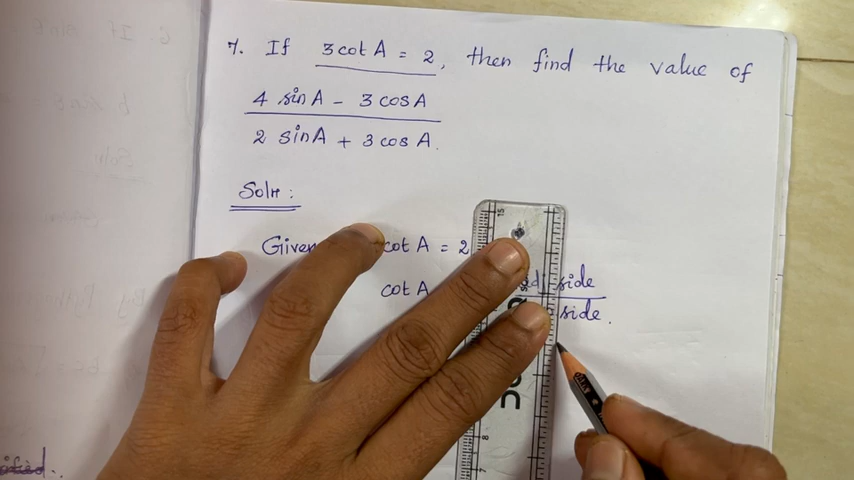 7. If 3 cot A = 2, then find the value of
4 sin A - 3 cos A
2 sin A + 3 cos A.
Soln:
Given cot A = 2
cot A side
side.